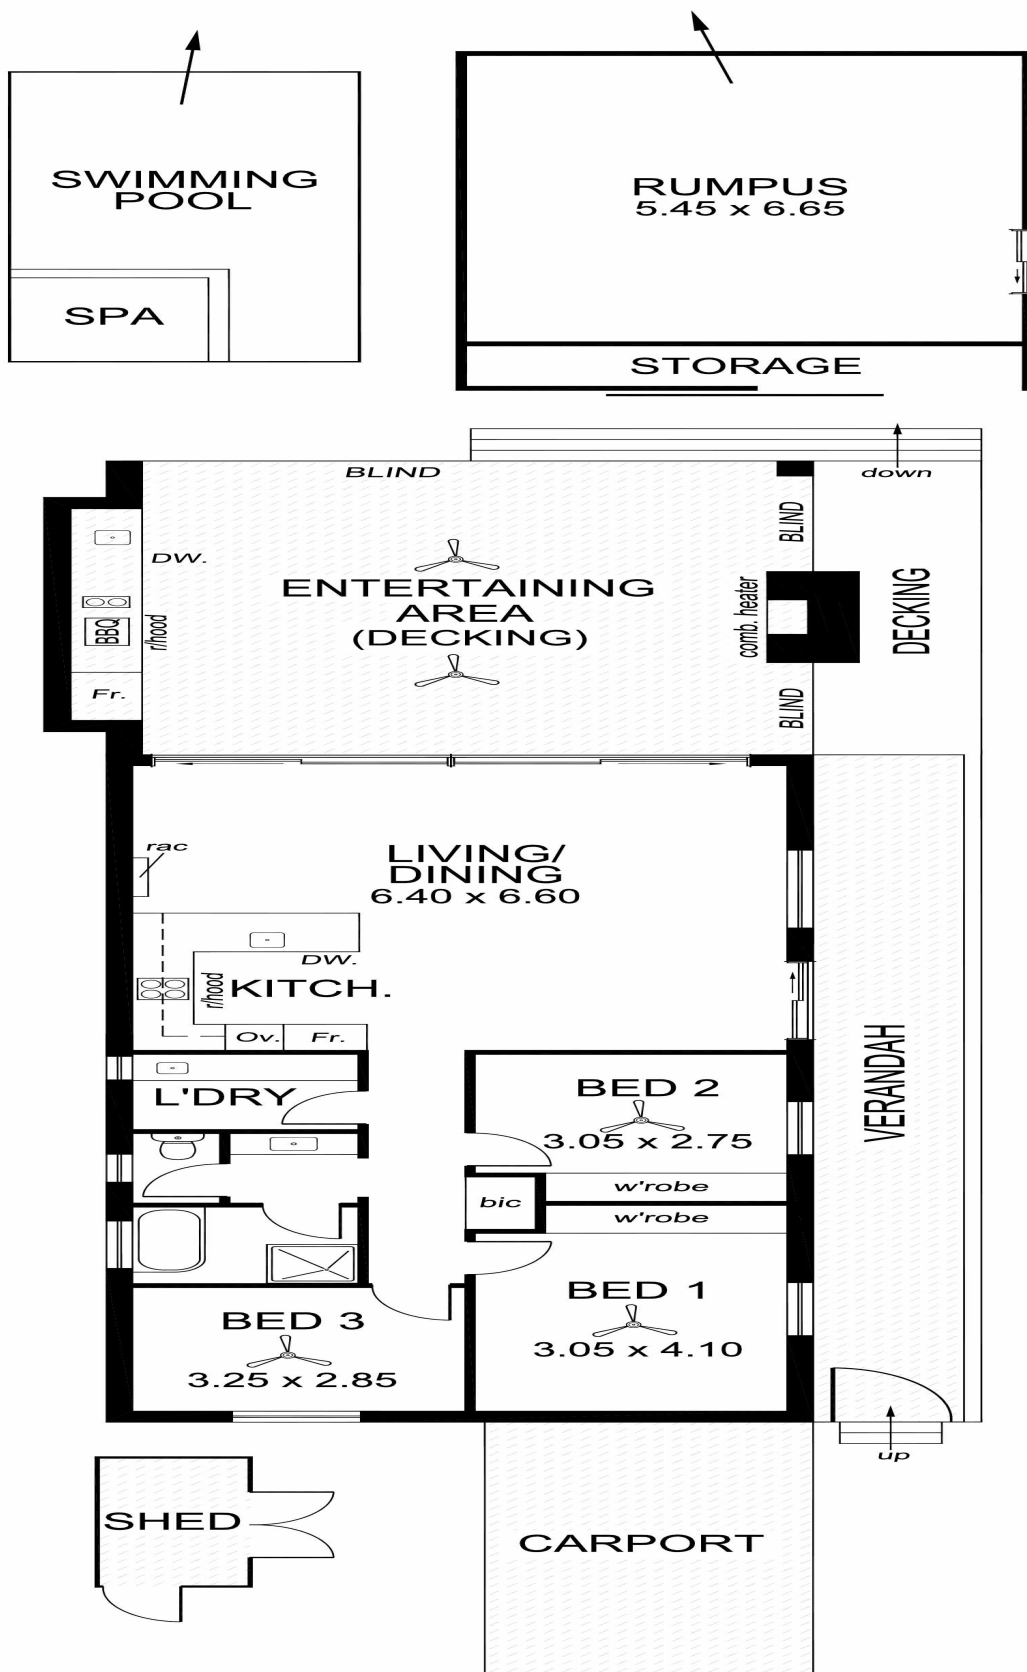 SWIMMING
POOL
SPA
RUMPUS
5.45 x 6.65
STORAGE
BLIND
down
BLIND
DW.
ENTERTAINING
AREA
(DECKING)
BBQ
r/hood
comb. heater
DECKING
Fr.
BLIND
rac
LIVING/
DINING
6.40 x 6.60
DW.
r/hood
KITCH.
Ov.
Fr.
L'DRY
BED 2
3.05 x 2.75
VERANDAH
w'robe
bic
w'robe
BED 1
3.05 x 4.10
BED 3
3.25 x 2.85
up
SHED
CARPORT